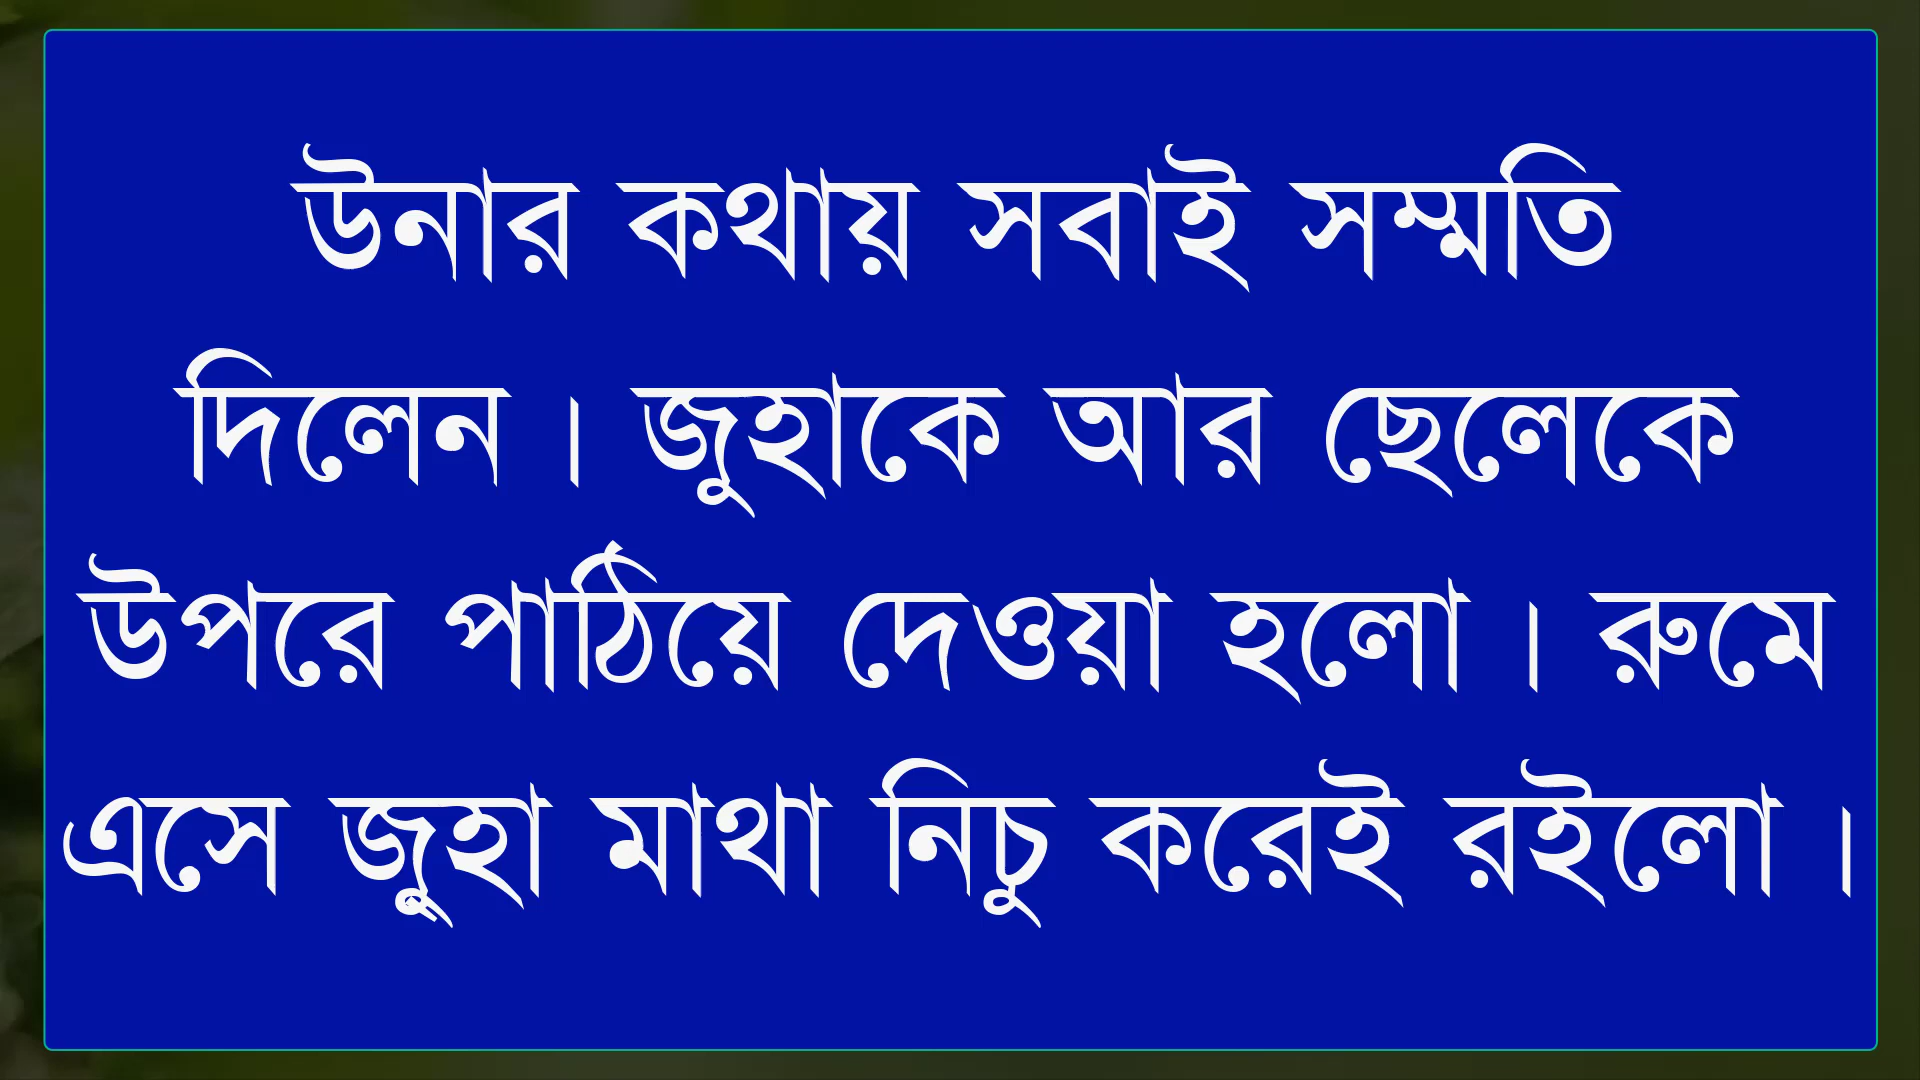 উনার কথায় সবাই সম্মতি
দিলেন । জুহাকে আর ছেলেকে
উপরে পাঠিয়ে দেওয়া হলো । রুমে
এসে জুহা মাথা নিচু করেই রইলো ।